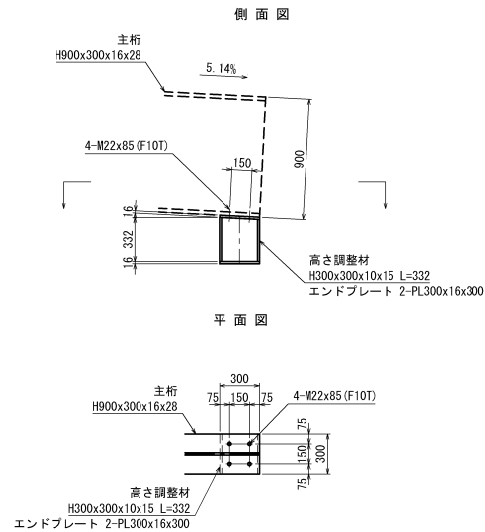 側面図
主桁
H900x300x16x28
5.14%
4-M22x85(F10T)
150
900
16
332
16
高さ調整材
H300x300x10x15 L=332
エンドプレート 2-PL300x16x300
平面図
300
主桁
75 150 75
4-M22x85(F10T)
H900x300x16x28
75
150
300
75
高さ調整材
H300x300x10x15 L=332
エンドプレート 2-PL300x16x300